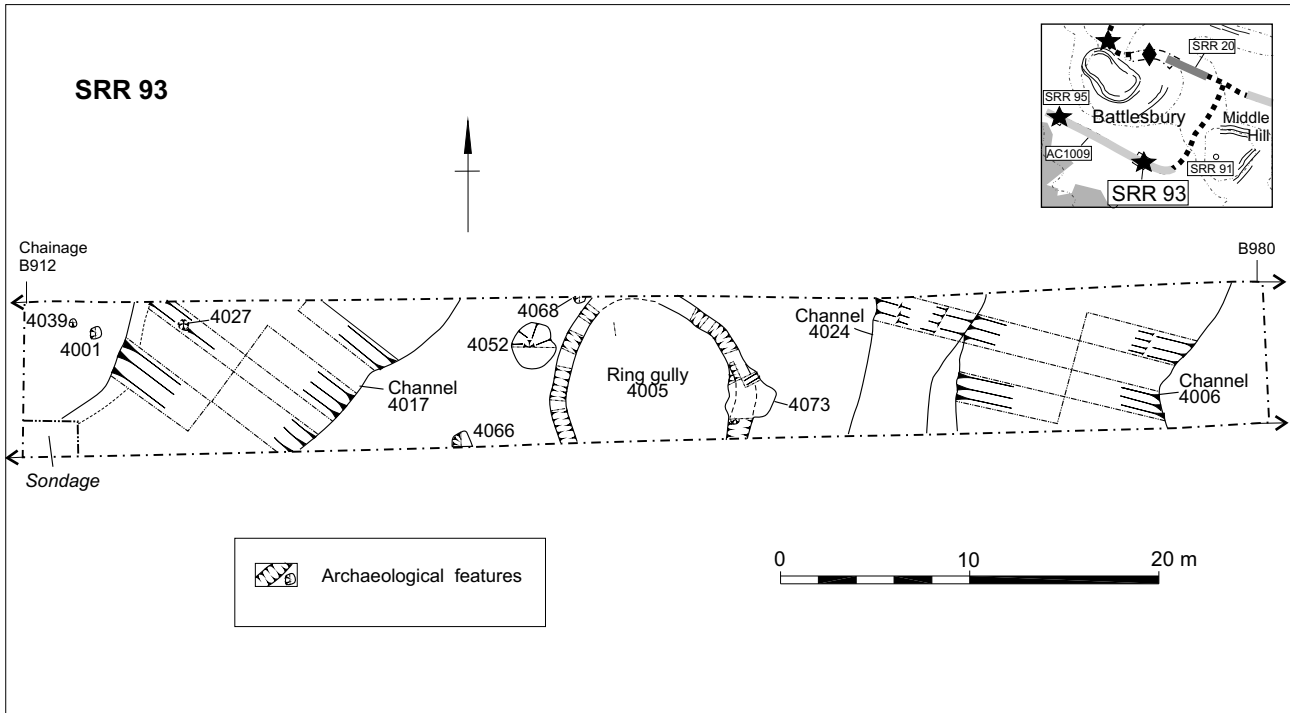 SRR 93
SRR 20
SRR 95
Battlesbury
Middle
Hill
AC1009
SRR 91
SRR 93
Chainage
B912
B980
4039
4001
4027
4068
4052
Channel
4024
Ring gully
4005
Channel
4017
4073
Channel
4006
4066
Sondage
Archaeological features
0 10 20 m